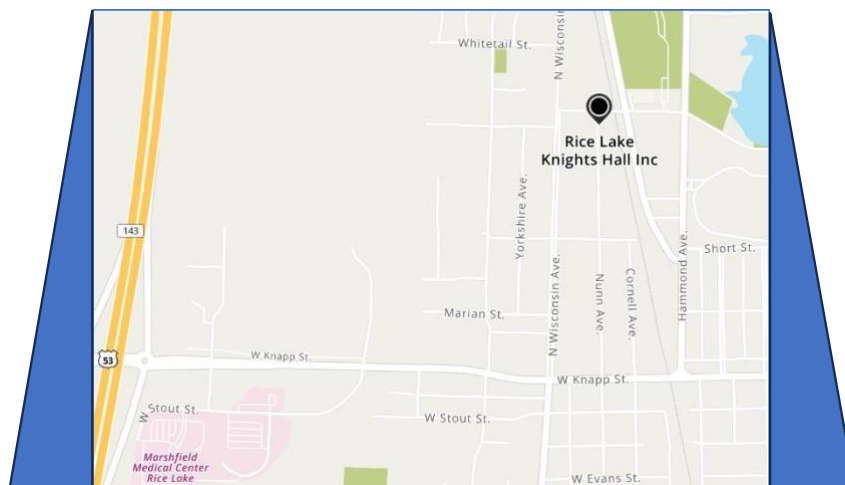 Whitetail St.
N Wisconsin Ave.
Rice Lake
Knights Hall Inc
Yorkshire Ave.
143
Short St.
N Wisconsin Ave.
Nunn Ave.
Cornell Ave.
Hammond Ave.
Marian St.
53
W Knapp St.
W Knapp St.
W Stout St.
W Stout St.
Marshfield
Medical Center
Rice Lake
W Evans St.